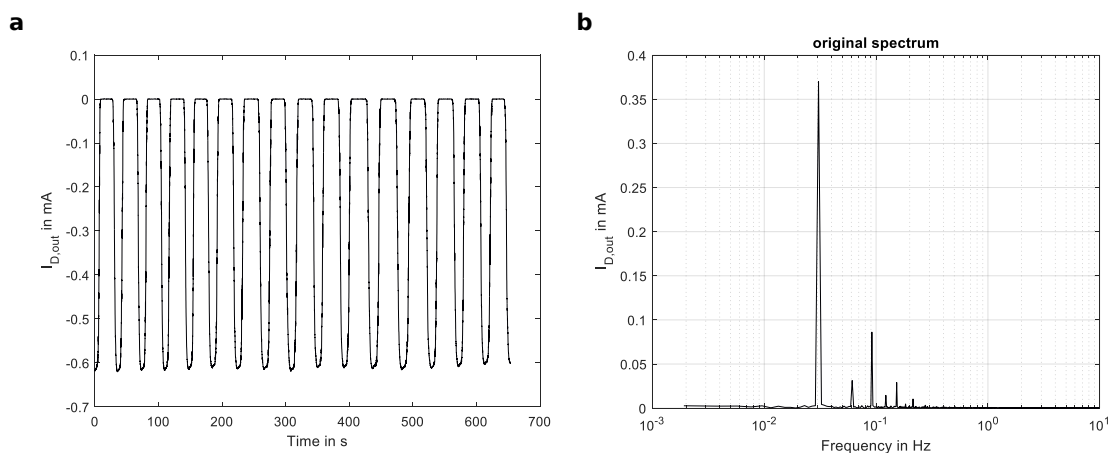 a
0.1
0
-0.1
-0.2
-0.3
-0.4
-0.5
-0.6
-0.7
I_D,out in mA
0 100 200 300 400 500 600 700
Time in s
b
original spectrum
0.4
0.35
0.3
0.25
0.2
0.15
0.1
0.05
0
I_D,out in mA
10^-3 10^-2 10^-1 10^0 10^1
Frequency in Hz